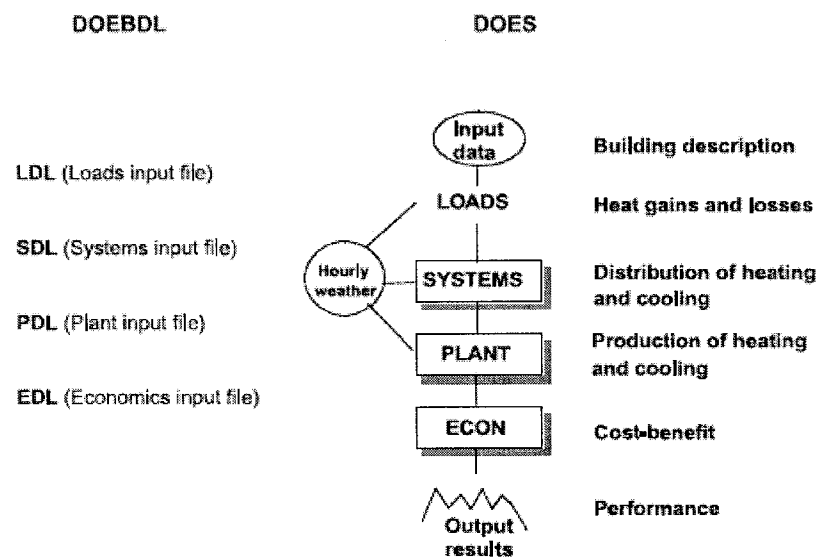 DOEBDL
DOES
LDL (Loads input file)
SDL (Systems input file)
PDL (Plant input file)
EDL (Economics input file)
Input
data
LOADS
Hourly
weather
SYSTEMS
PLANT
ECON
Output
results
Building description
Heat gains and losses
Distribution of heating
and cooling
Production of heating
and cooling
Cost-benefit
Performance